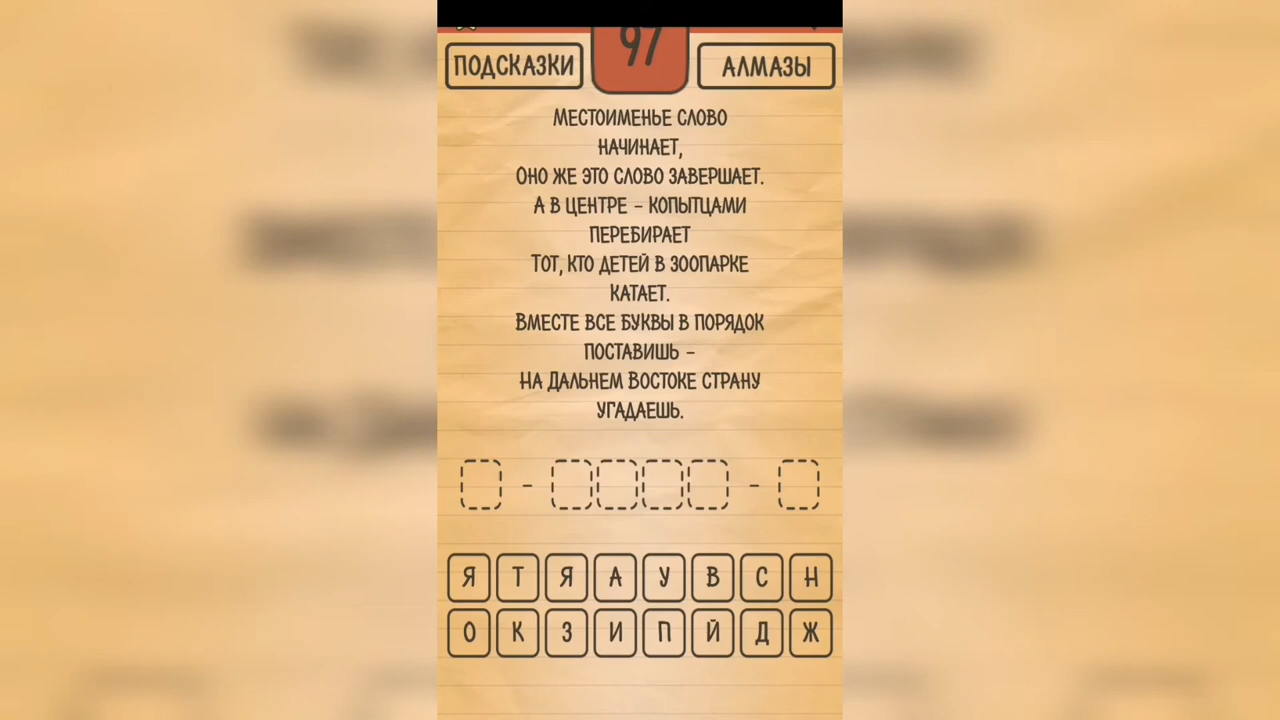 97
ПОДСКАЗКИ
АЛМАЗЫ
МЕСТОИМЕНЬЕ СЛОВО
НАЧИНАЕТ,
ОНО ЖЕ ЭТО СЛОВО ЗАВЕРШАЕТ.
А В ЦЕНТРЕ - КОПЫТЦАМИ
ПЕРЕБИРАЕТ
ТОТ, КТО ДЕТЕЙ В ЗООПАРКЕ
КАТАЕТ.
ВМЕСТЕ ВСЕ БУКВЫ В ПОРЯДОК
ПОСТАВИШЬ -
НА ДАЛЬНЕМ ВОСТОКЕ СТРАНУ
УГАДАЕШЬ.
- -
Я Т Я А У В С Н
О К З И П Й Д Ж